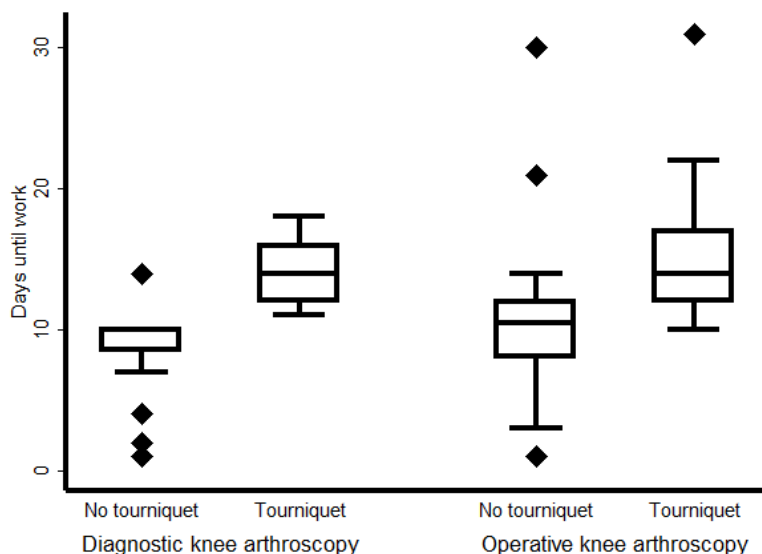 Days until work
30
20
10
0
No tourniquet Tourniquet No tourniquet Tourniquet
Diagnostic knee arthroscopy Operative knee arthroscopy